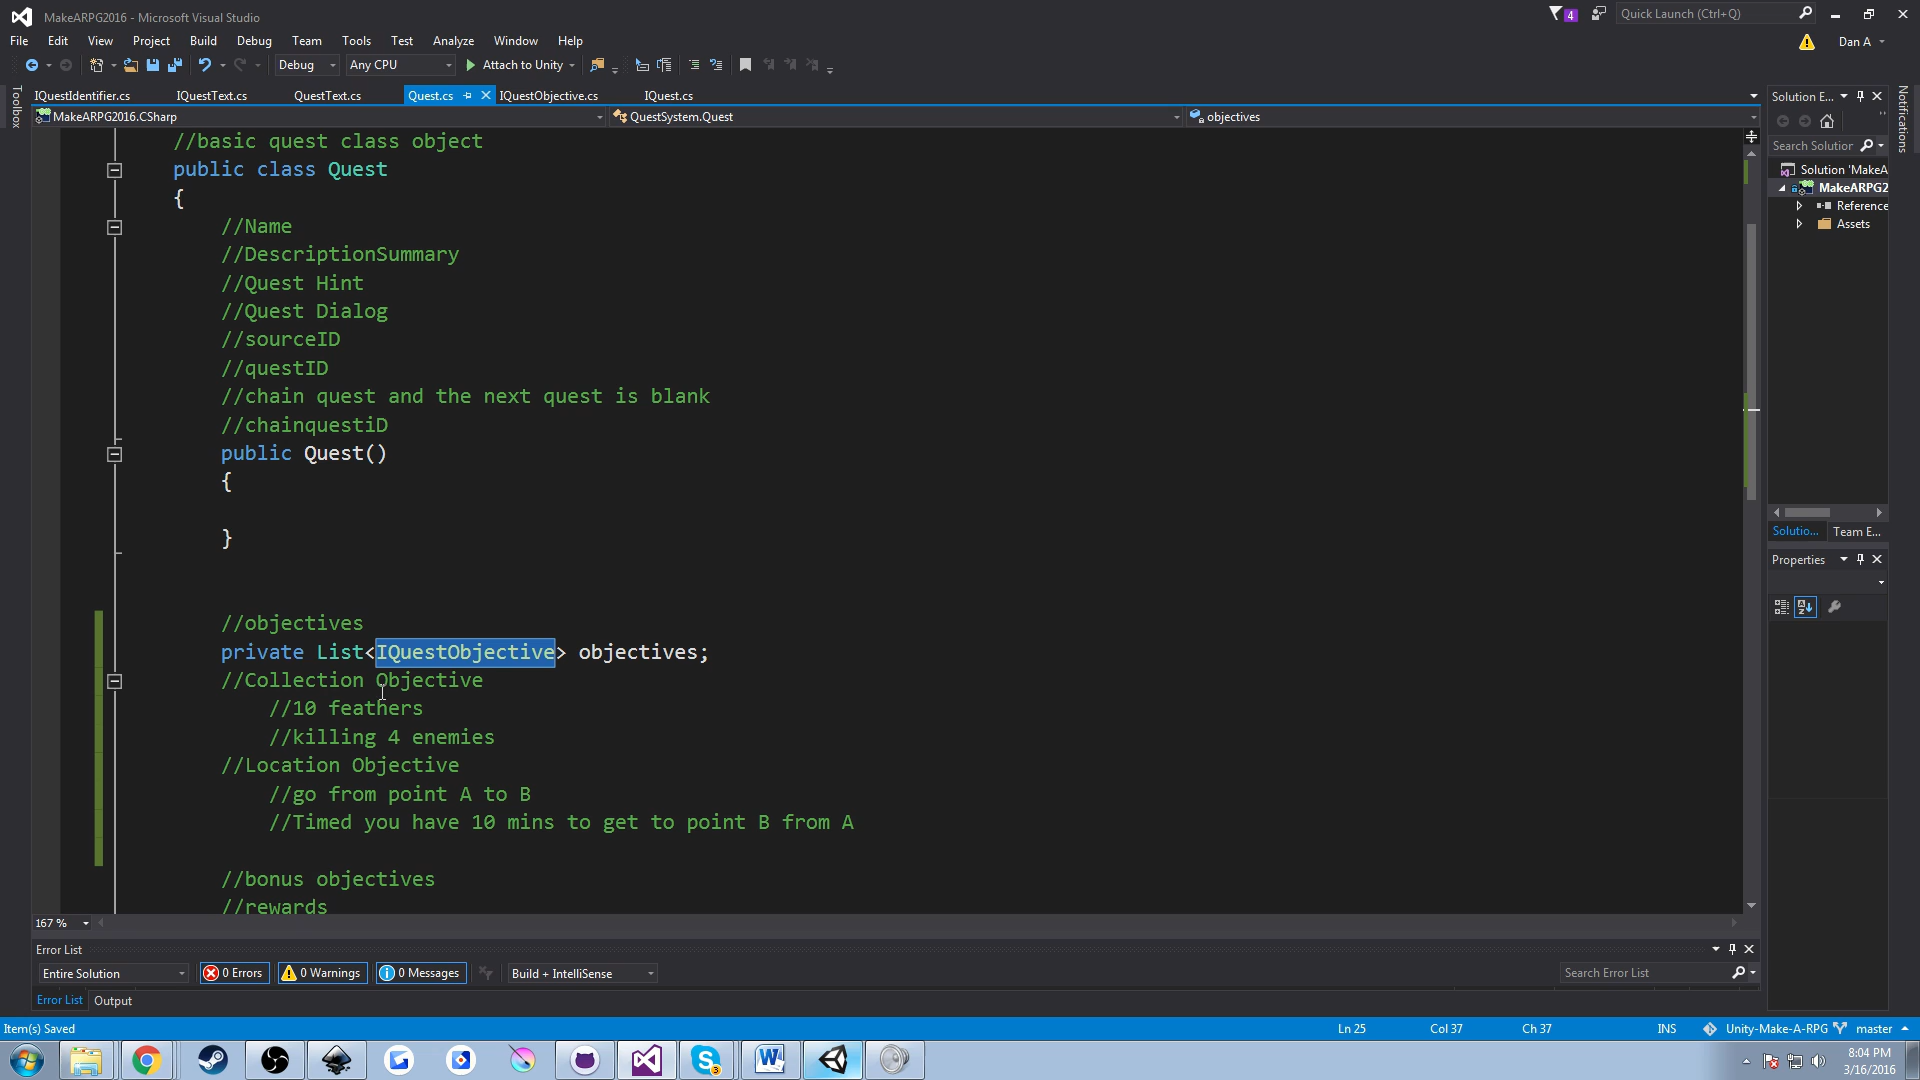 MakeARPG2016 - Microsoft Visual Studio
4
Quick Launch (Ctrl+Q)
File Edit View Project Build Debug Team Tools Test Analyze Window Help
Dan A
Debug Any CPU Attach to Unity
Toolbox
IQuestIdentifier.cs IQuestText.cs QuestText.cs Quest.cs IQuestObjective.cs IQuest.cs
MakeARPG2016.CSharp QuestSystem.Quest objectives
//basic quest class object
public class Quest
{
//Name
//DescriptionSummary
//Quest Hint
//Quest Dialog
//sourceID
//questID
//chain quest and the next quest is blank
//chainquestiD
public Quest()
{
}
//objectives
private List<IQuestObjective> objectives;
//Collection Objective
//10 feathers
//killing 4 enemies
//Location Objective
//go from point A to B
//Timed you have 10 mins to get to point B from A
//bonus objectives
//rewards
167 %
Solution E...
Search Solution
Solution 'MakeA
MakeARPG2
Reference
Assets
Solutio... Team E...
Properties
Notifications
Error List
Entire Solution 0 Errors 0 Warnings 0 Messages Build + IntelliSense Search Error List
Error List Output
Item(s) Saved Ln 25 Col 37 Ch 37 INS Unity-Make-A-RPG master
3
8:04 PM
3/16/2016